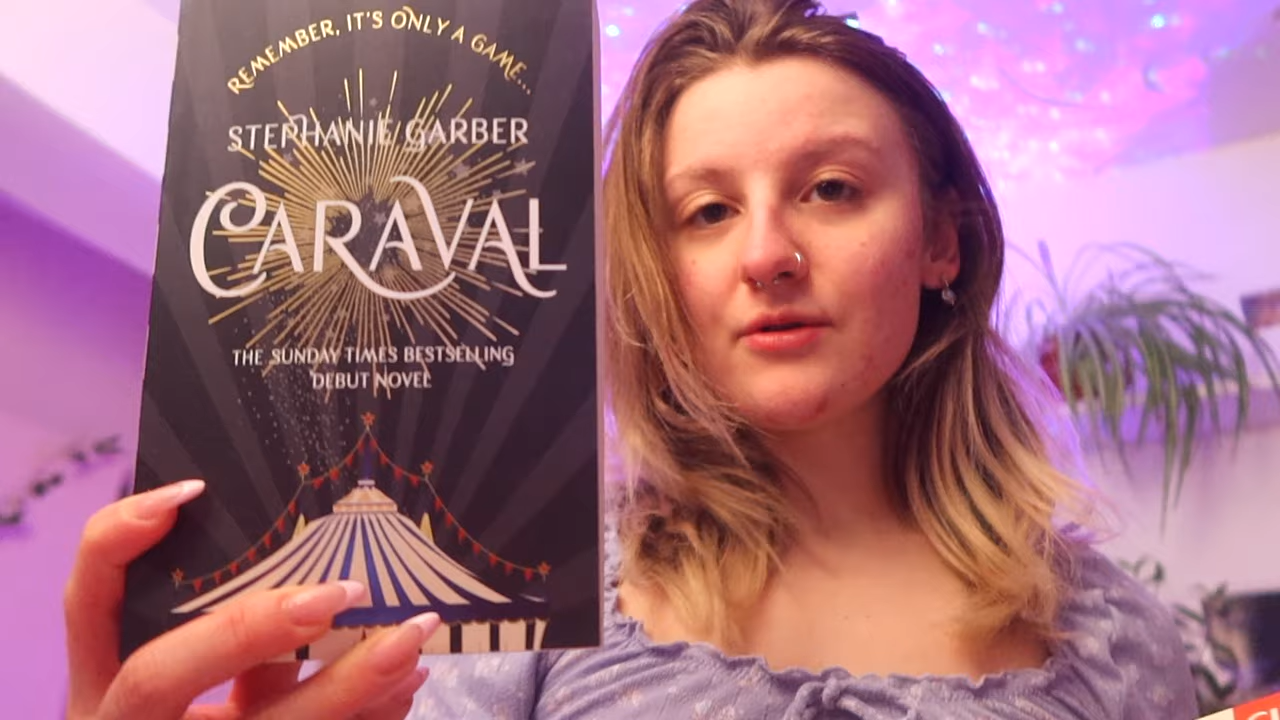 REMEMBER, IT'S ONLY A GAME...
STEPHANIE GARBER
CARAVAL
THE SUNDAY TIMES BESTSELLING
DEBUT NOVEL